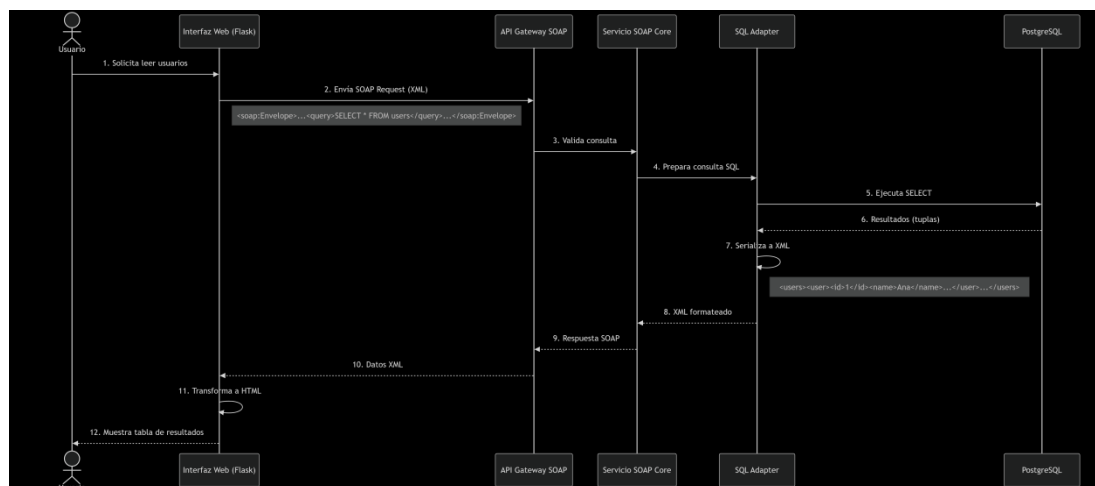 Usuario
Interfaz Web (Flask)
API Gateway SOAP
Servicio SOAP Core
SQL Adapter
PostgreSQL
1. Solicita leer usuarios
2. Envía SOAP Request (XML)
<soap:Envelope>...<query>SELECT * FROM users</query>...</soap:Envelope>
3. Valida consulta
4. Prepara consulta SQL
5. Ejecuta SELECT
6. Resultados (tuplas)
7. Serializa a XML
<users><user><id>1</id><name>Ana</name>...</user>...</users>
8. XML formateado
9. Respuesta SOAP
10. Datos XML
11. Transforma a HTML
12. Muestra tabla de resultados
Interfaz Web (Flask)
API Gateway SOAP
Servicio SOAP Core
SQL Adapter
PostgreSQL